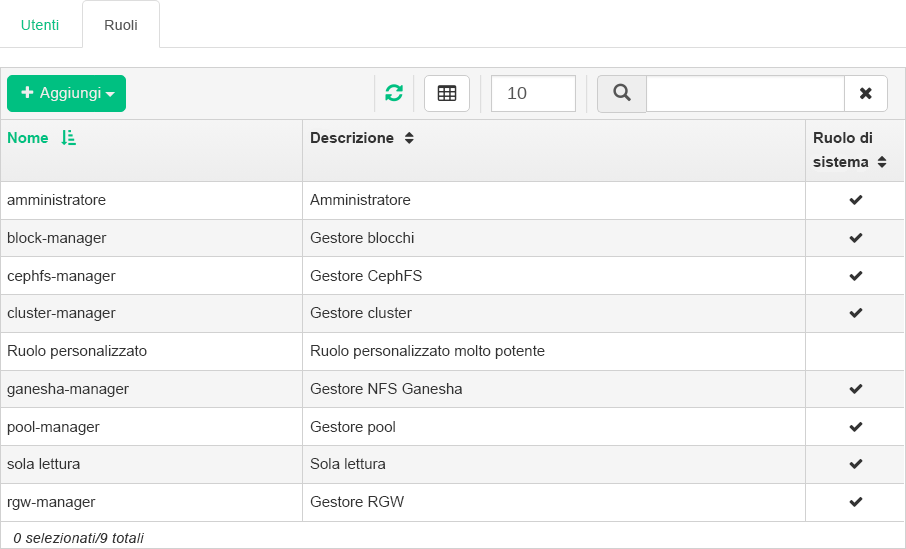 Utenti Ruoli
Aggiungi 10
Nome Descrizione Ruolo di
sistema
amministratore Amministratore
block-manager Gestore blocchi
cephfs-manager Gestore CephFS
cluster-manager Gestore cluster
Ruolo personalizzato Ruolo personalizzato molto potente
ganesha-manager Gestore NFS Ganesha
pool-manager Gestore pool
sola lettura Sola lettura
rgw-manager Gestore RGW
0 selezionati/9 totali